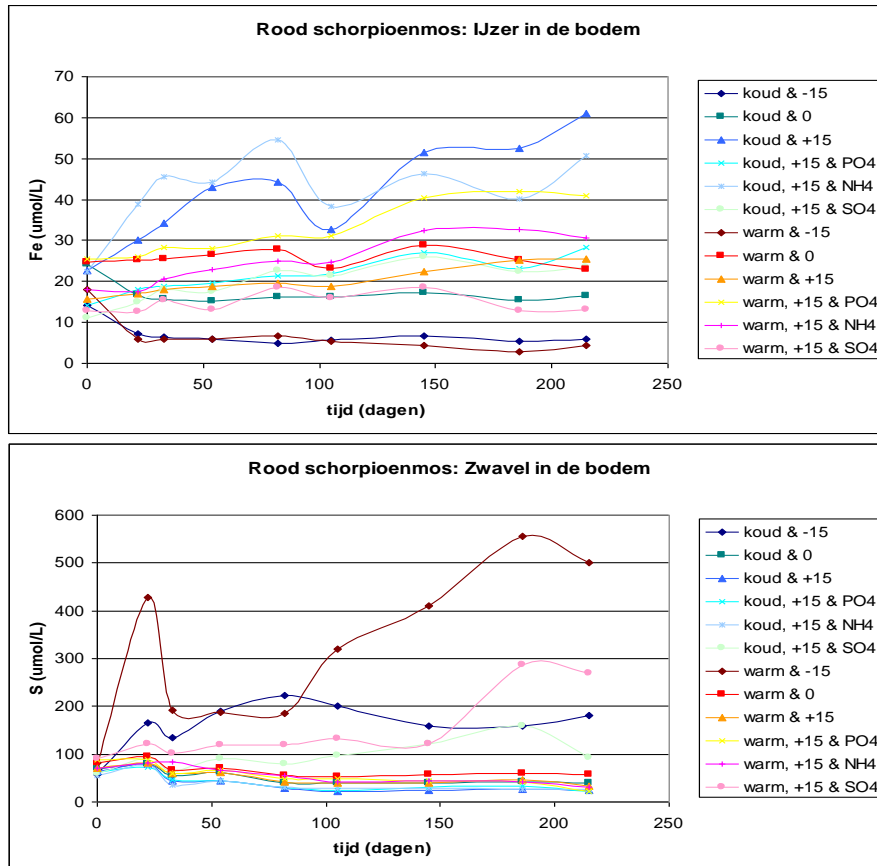 Rood schorpioenmos: IJzer in de bodem
70
60
50
40
30
20
10
0
Fe (umol/L)
0 50 100 150 200 250
tijd (dagen)
koud & -15
koud & 0
koud & +15
koud, +15 & PO4
koud, +15 & NH4
koud, +15 & SO4
warm & -15
warm & 0
warm & +15
warm, +15 & PO4
warm, +15 & NH4
warm, +15 & SO4
Rood schorpioenmos: Zwavel in de bodem
600
500
400
300
200
100
0
S (umol/L)
0 50 100 150 200 250
tijd (dagen)
koud & -15
koud & 0
koud & +15
koud, +15 & PO4
koud, +15 & NH4
koud, +15 & SO4
warm & -15
warm & 0
warm & +15
warm, +15 & PO4
warm, +15 & NH4
warm, +15 & SO4